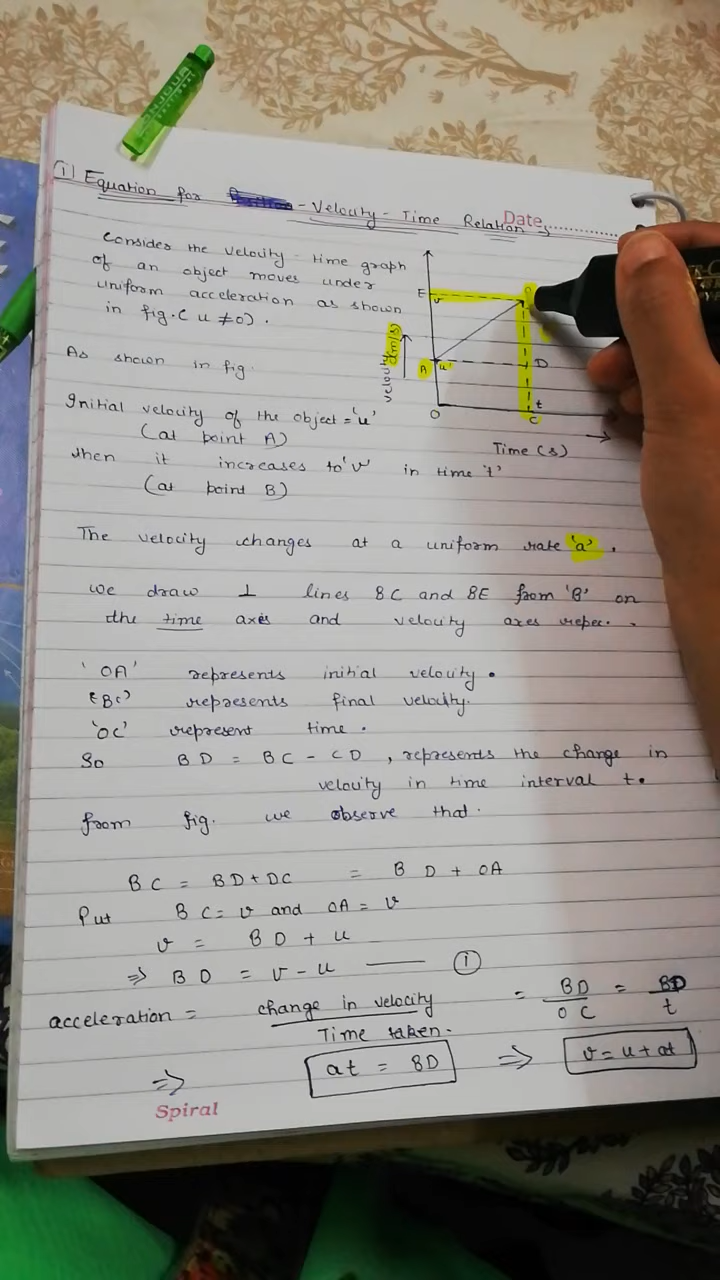 (1) Equation for - Velocity - Time Relation
Date
Consider the velocity - time graph
of an object moves under
uniform acceleration as shown
in fig. ( u ≠ 0 ).
As shown in fig.
Initial velocity of the object = 'u'
(at point A)
then it increases to 'v' in time 't'
(at point B)
E
v
A
u
D
O
t
C
velocity (m/s)
Time (s)
The velocity changes at a uniform rate 'a' .
we draw ⊥ lines BC and BE from 'B' on
the time axis and velocity axes repec. .
'OA' represents initial velocity .
'BC' represents final velocity.
'OC' represent time .
So BD = BC - CD , represents the change in
velocity in time interval t .
from fig. we observe that .
BC = BD + DC = BD + OA
Put BC = v and OA = v
v = BD + u
⇒ BD = v - u —— (1)
acceleration = change in velocity / Time taken. = BD / OC = BD / t
⇒ at = BD ⇒ v = u + at
Spiral